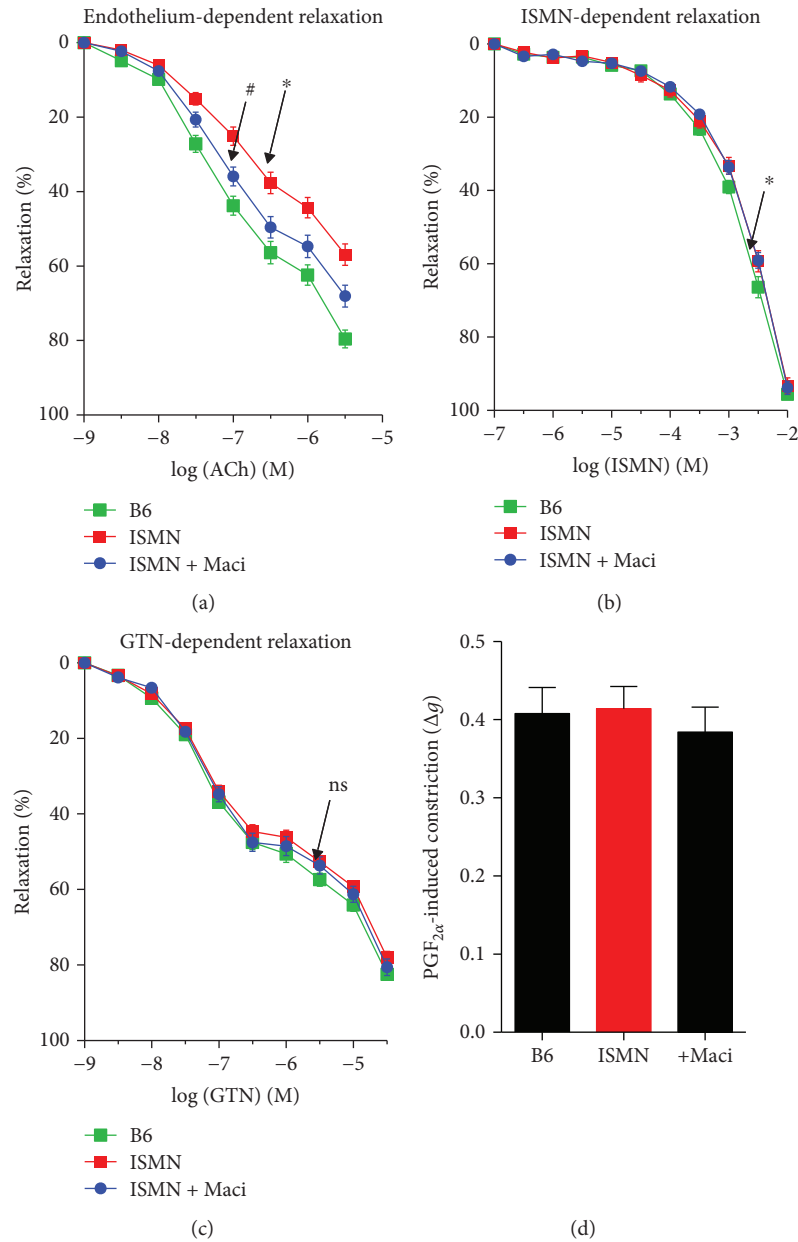 Endothelium-dependent relaxation
0
20
40
60
80
100
Relaxation (%)
#
*
−9
−8
−7
−6
−5
log (ACh) (M)
B6
ISMN
ISMN + Maci
(a)
ISMN-dependent relaxation
0
20
40
60
80
100
Relaxation (%)
*
−7
−6
−5
−4
−3
−2
log (ISMN) (M)
B6
ISMN
ISMN + Maci
(b)
GTN-dependent relaxation
0
20
40
60
80
100
Relaxation (%)
ns
−9
−8
−7
−6
−5
log (GTN) (M)
B6
ISMN
ISMN + Maci
(c)
0.5
0.4
0.3
0.2
0.1
0.0
PGF2α-induced constriction (Δg)
B6
ISMN
+Maci
(d)